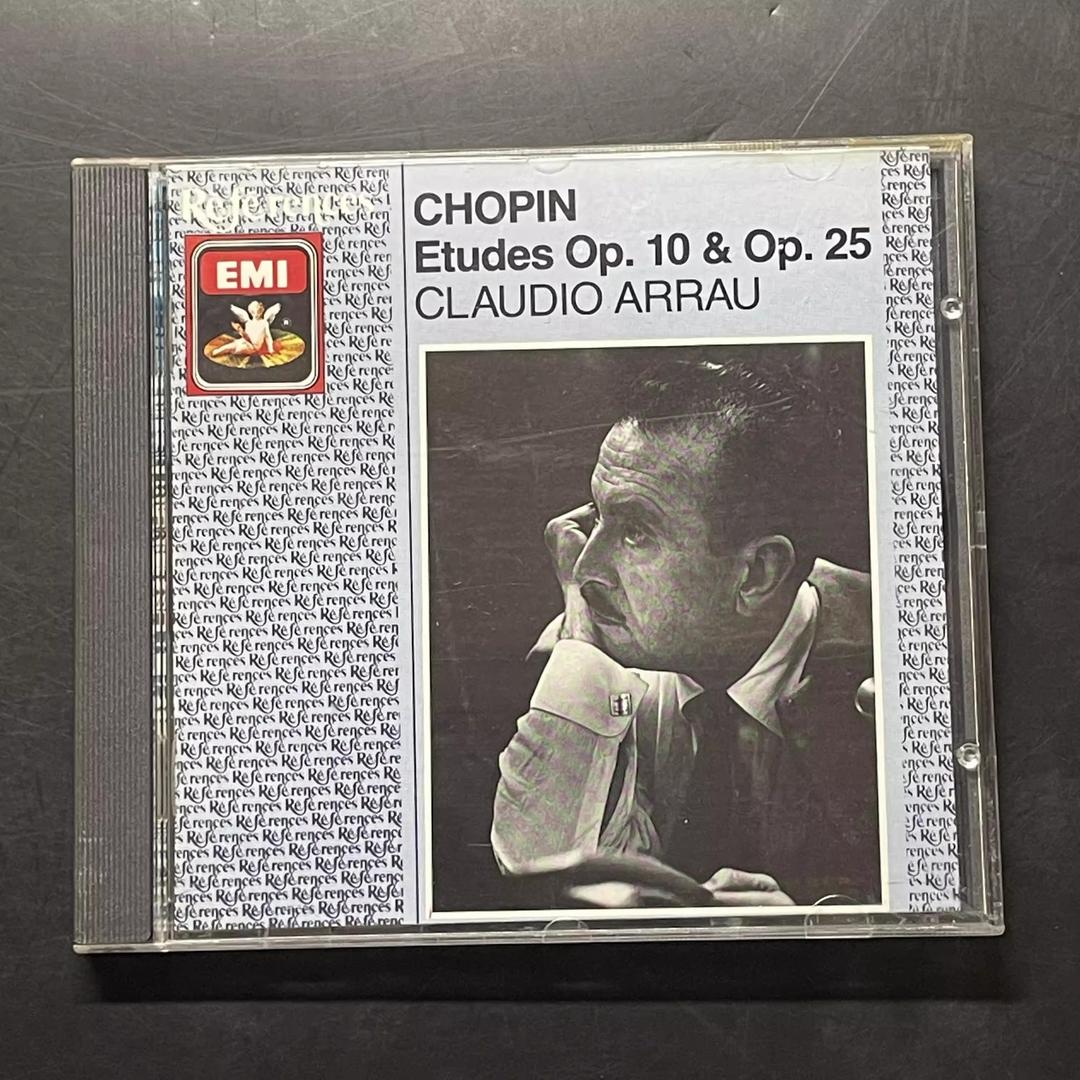 Références
EMI
CHOPIN
Etudes Op. 10 & Op. 25
CLAUDIO ARRAU